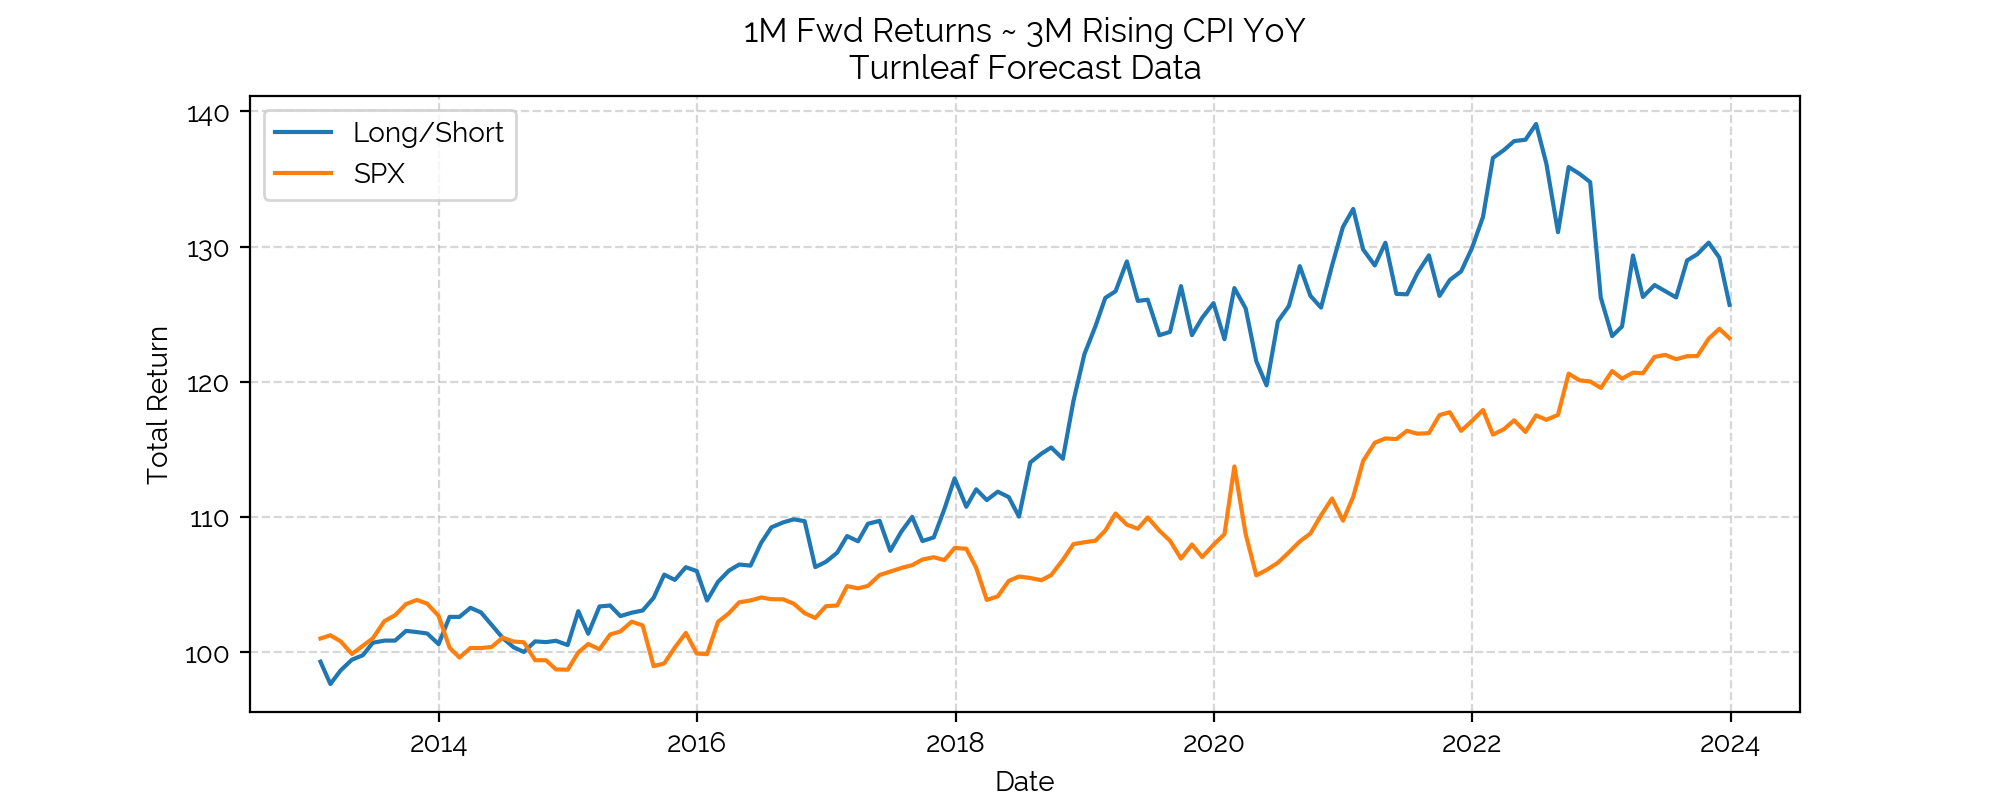 1M Fwd Returns ~ 3M Rising CPI YoY
Turnleaf Forecast Data
Long/Short
SPX
Total Return
140
130
120
110
100
2014 2016 2018 2020 2022 2024
Date